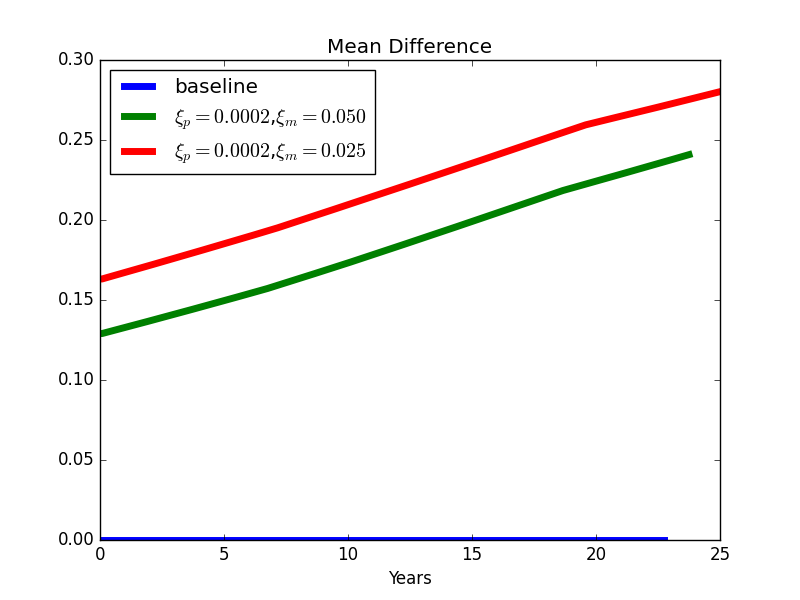 Mean Difference
0.30
0.25
0.20
0.15
0.10
0.05
0.00
baseline
ξₚ = 0.0002,ξₘ = 0.050
ξₚ = 0.0002,ξₘ = 0.025
0 5 10 15 20 25
Years